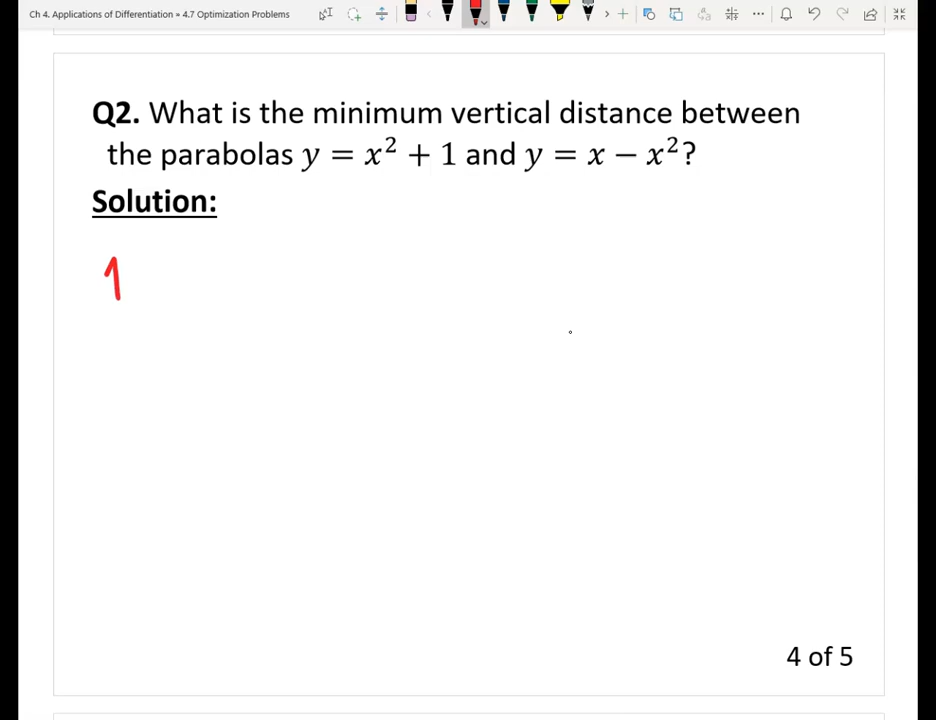 Ch 4. Applications of Differentiation » 4.7 Optimization Problems
Q2. What is the minimum vertical distance between
the parabolas y = x² + 1 and y = x − x²?
Solution:
1
4 of 5